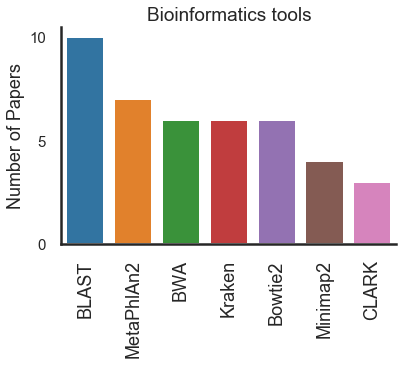 Bioinformatics tools
Number of Papers
10
5
0
BLAST
MetaPhlAn2
BWA
Kraken
Bowtie2
Minimap2
CLARK